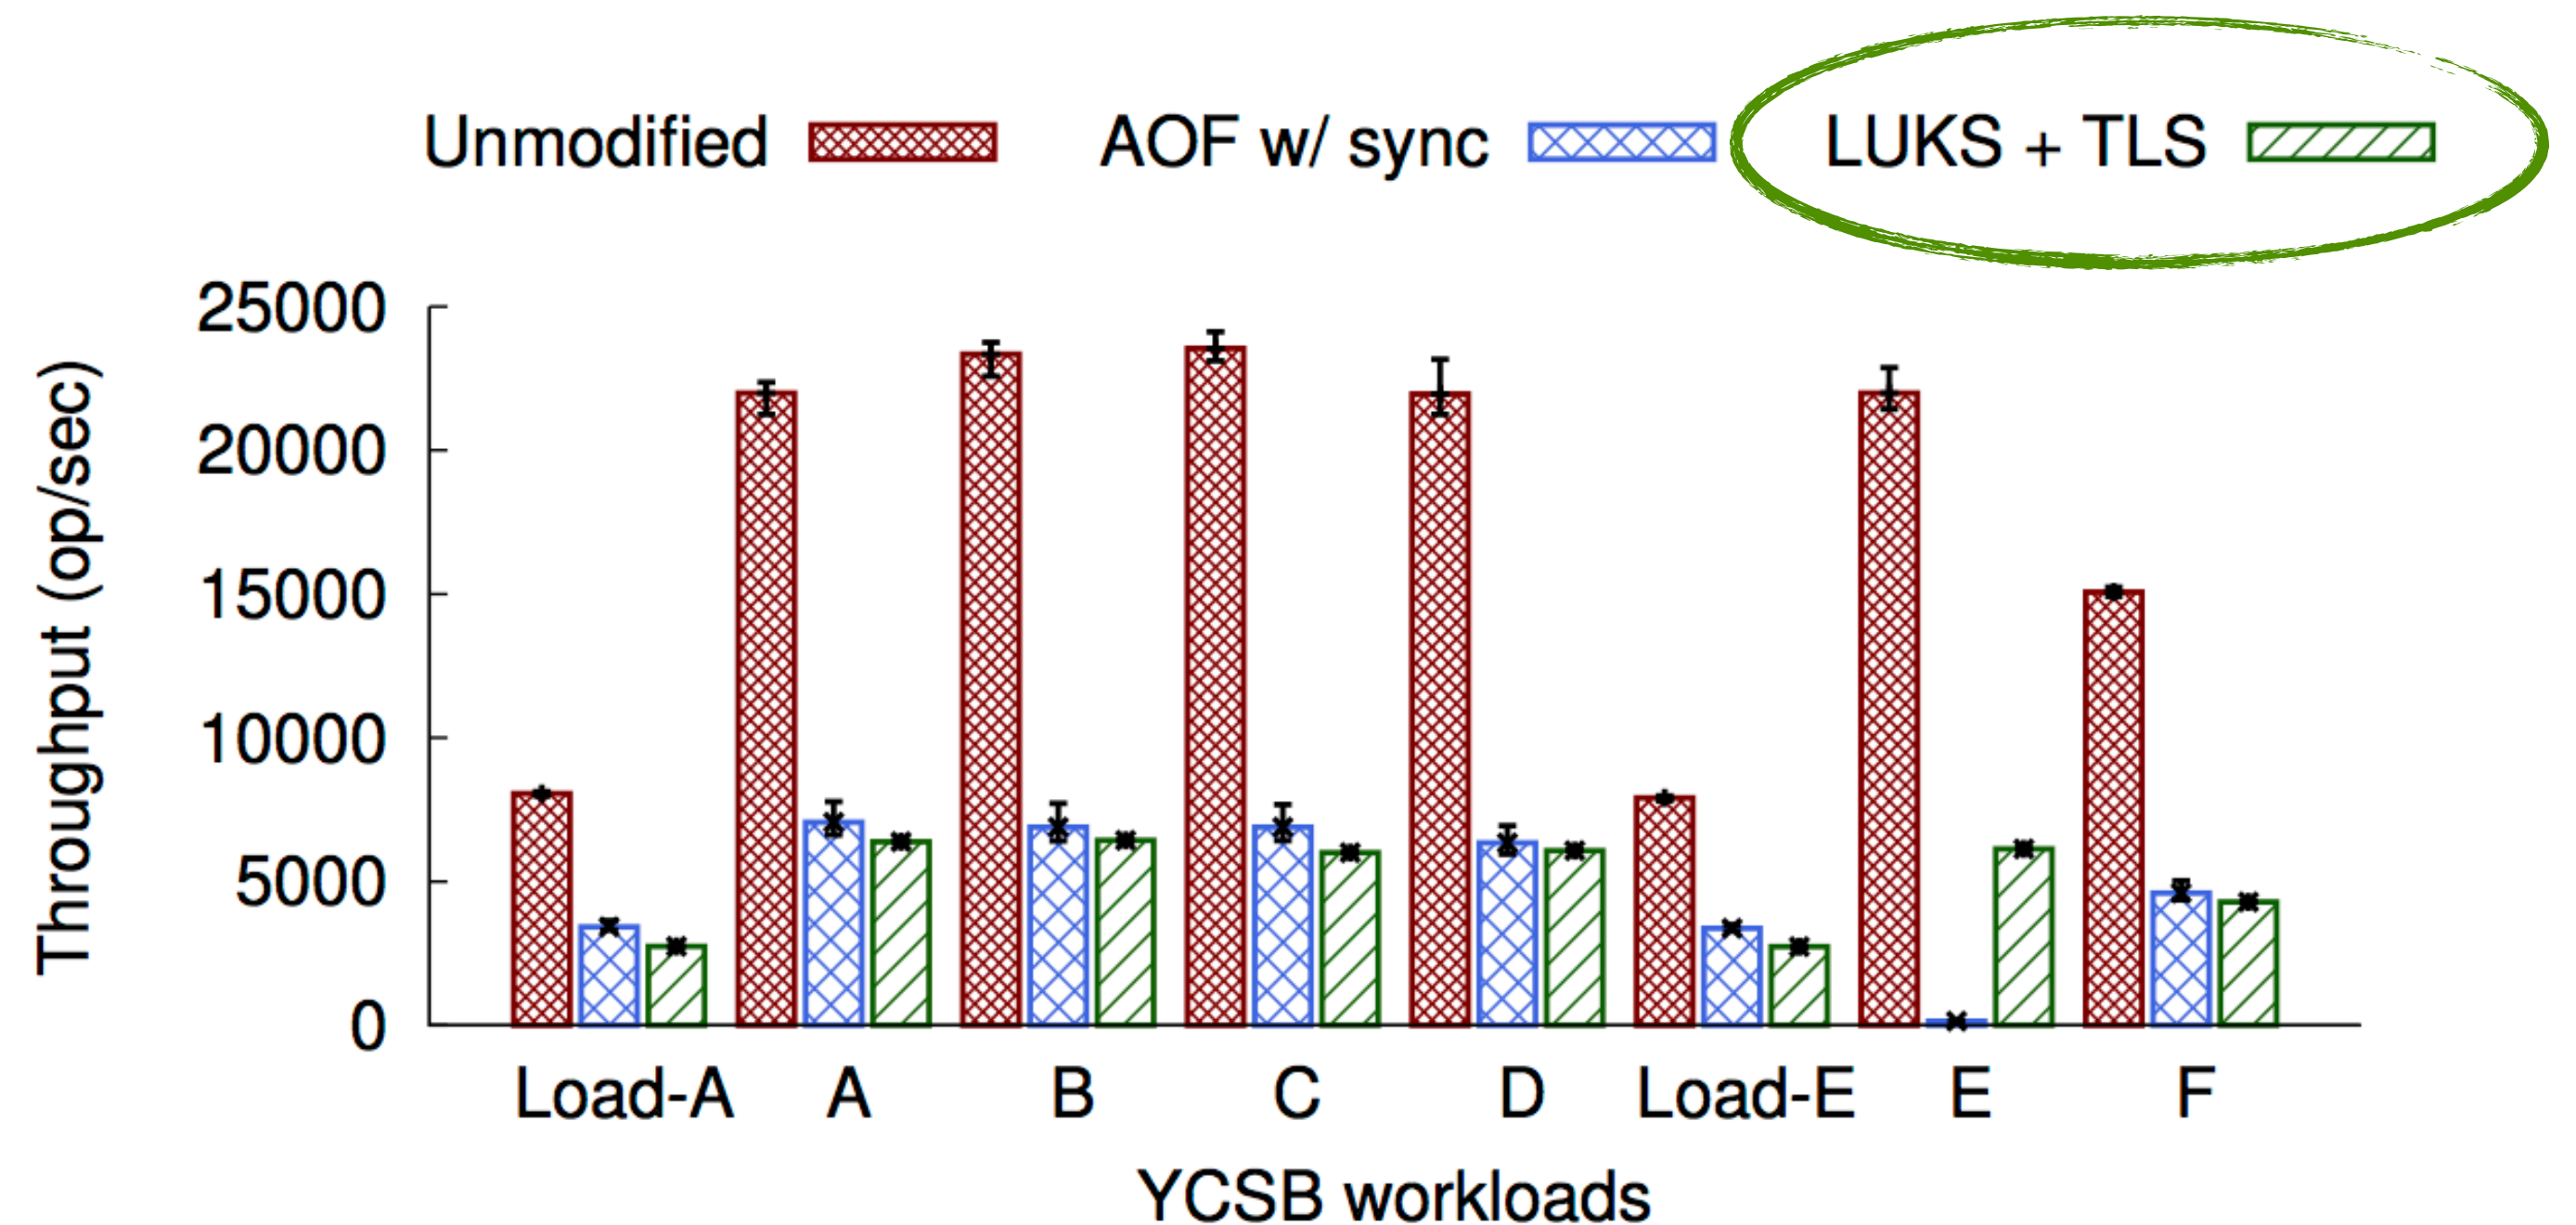 Unmodified AOF w/ sync LUKS + TLS
25000
20000
15000
10000
5000
0
Throughput (op/sec)
Load-A A B C D Load-E E F
YCSB workloads